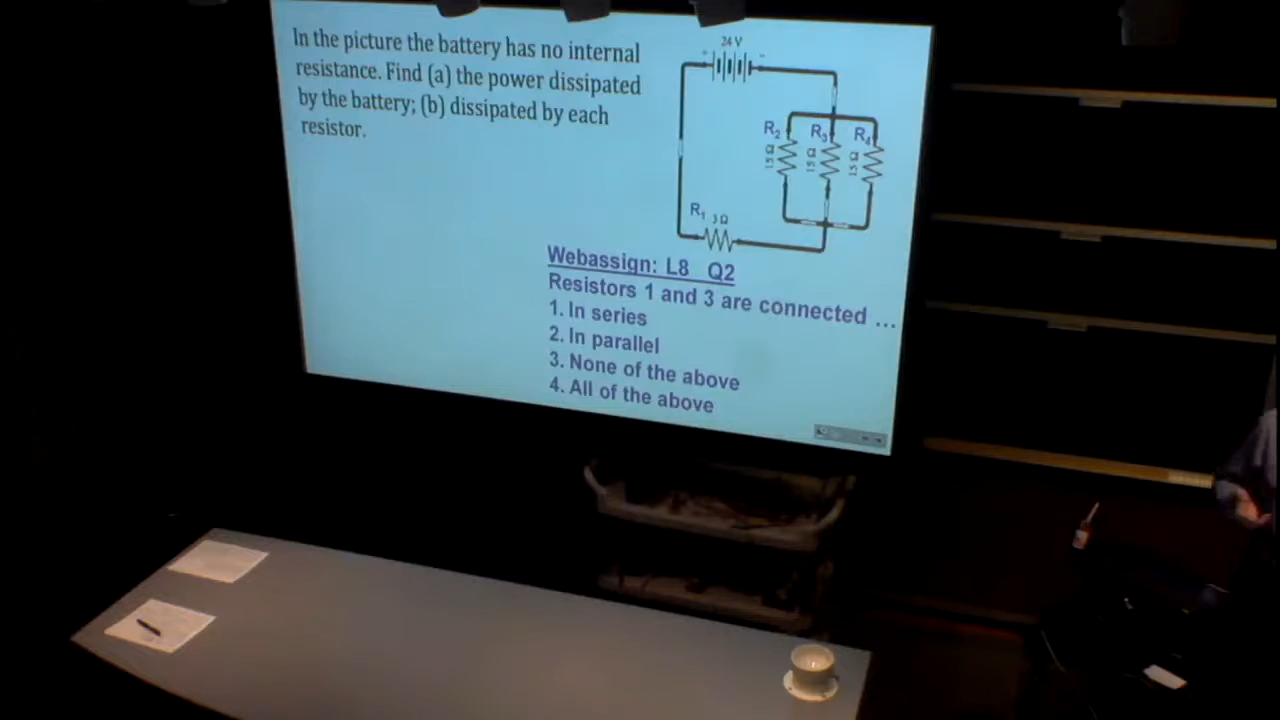 In the picture the battery has no internal
resistance. Find (a) the power dissipated
by the battery; (b) dissipated by each
resistor.
24 V
+ -
R2 R3 R4
15 Ω 15 Ω 15 Ω
R1 3 Ω
Webassign: L8 Q2
Resistors 1 and 3 are connected ...
1. In series
2. In parallel
3. None of the above
4. All of the above